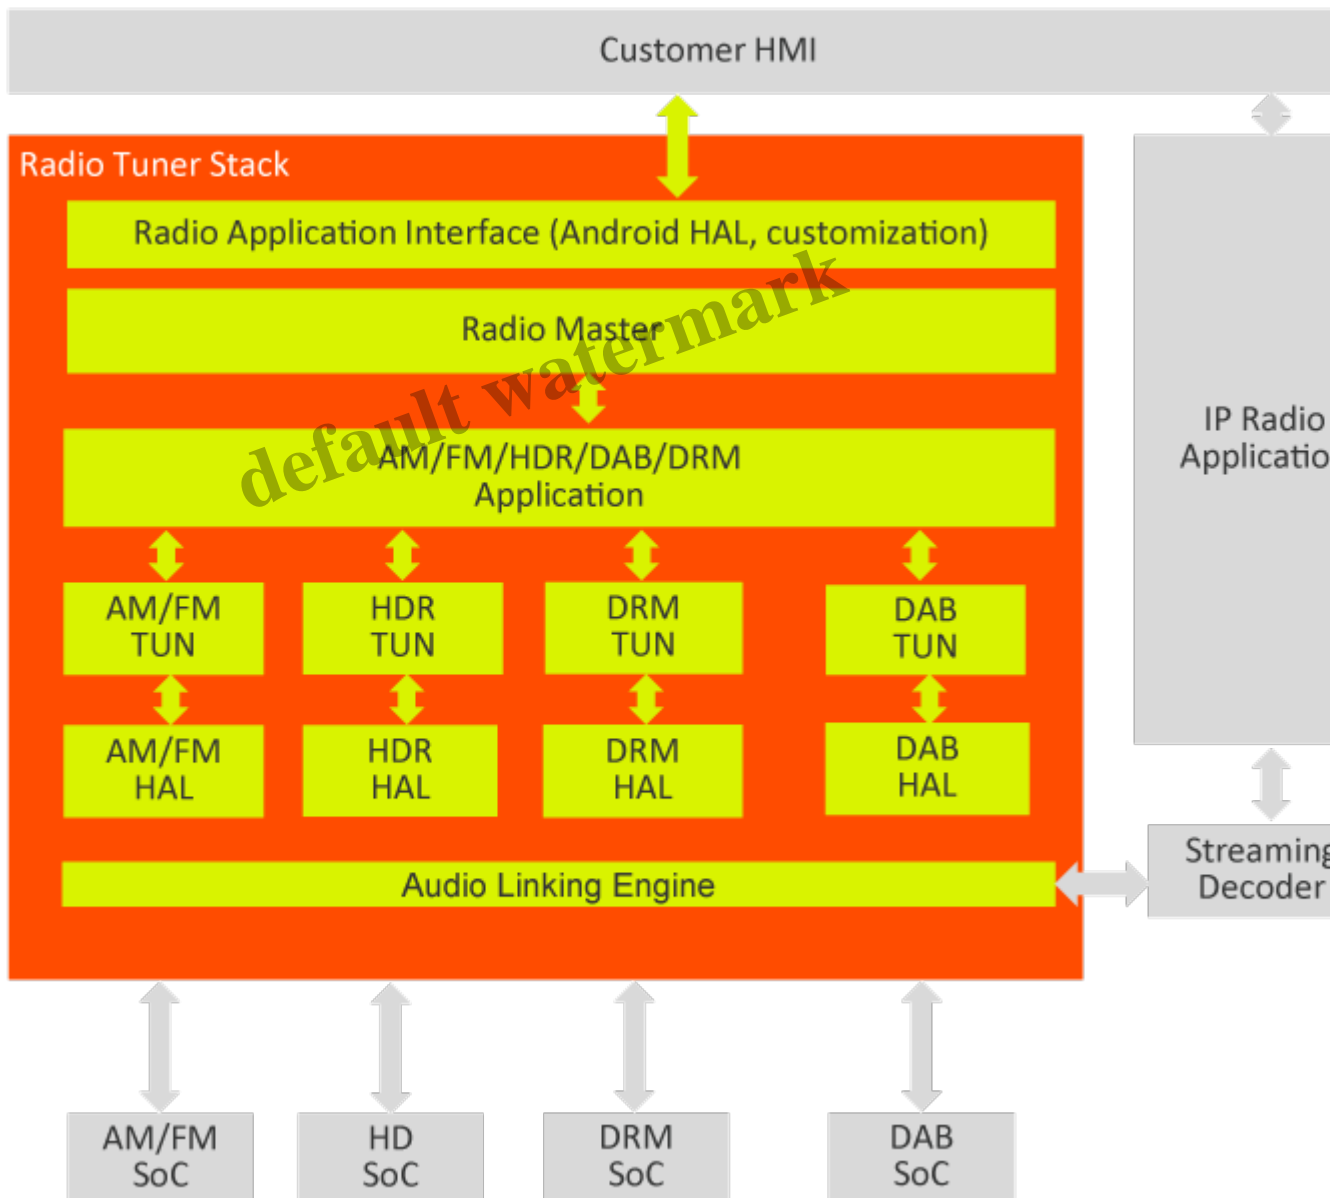 Customer HMI
Radio Tuner Stack
Radio Application Interface (Android HAL, customization)
Radio Master
default watermark
AM/FM/HDR/DAB/DRM
Application
IP Radio
Applicatio
AM/FM
TUN
HDR
TUN
DRM
TUN
DAB
TUN
AM/FM
HAL
HDR
HAL
DRM
HAL
DAB
HAL
Streaming
Decoder
Audio Linking Engine
AM/FM
SoC
HD
SoC
DRM
SoC
DAB
SoC